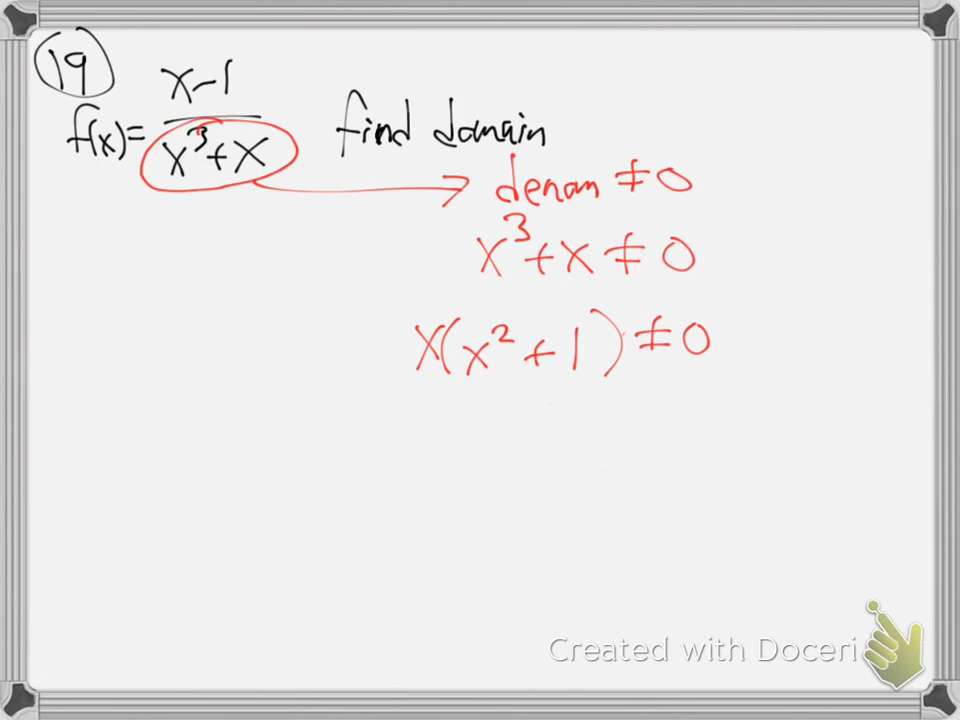 19
f(x)= x-1 / x³+x find domain
denom ≠0
x³+x ≠0
x(x²+1) ≠0
Created with Doceri